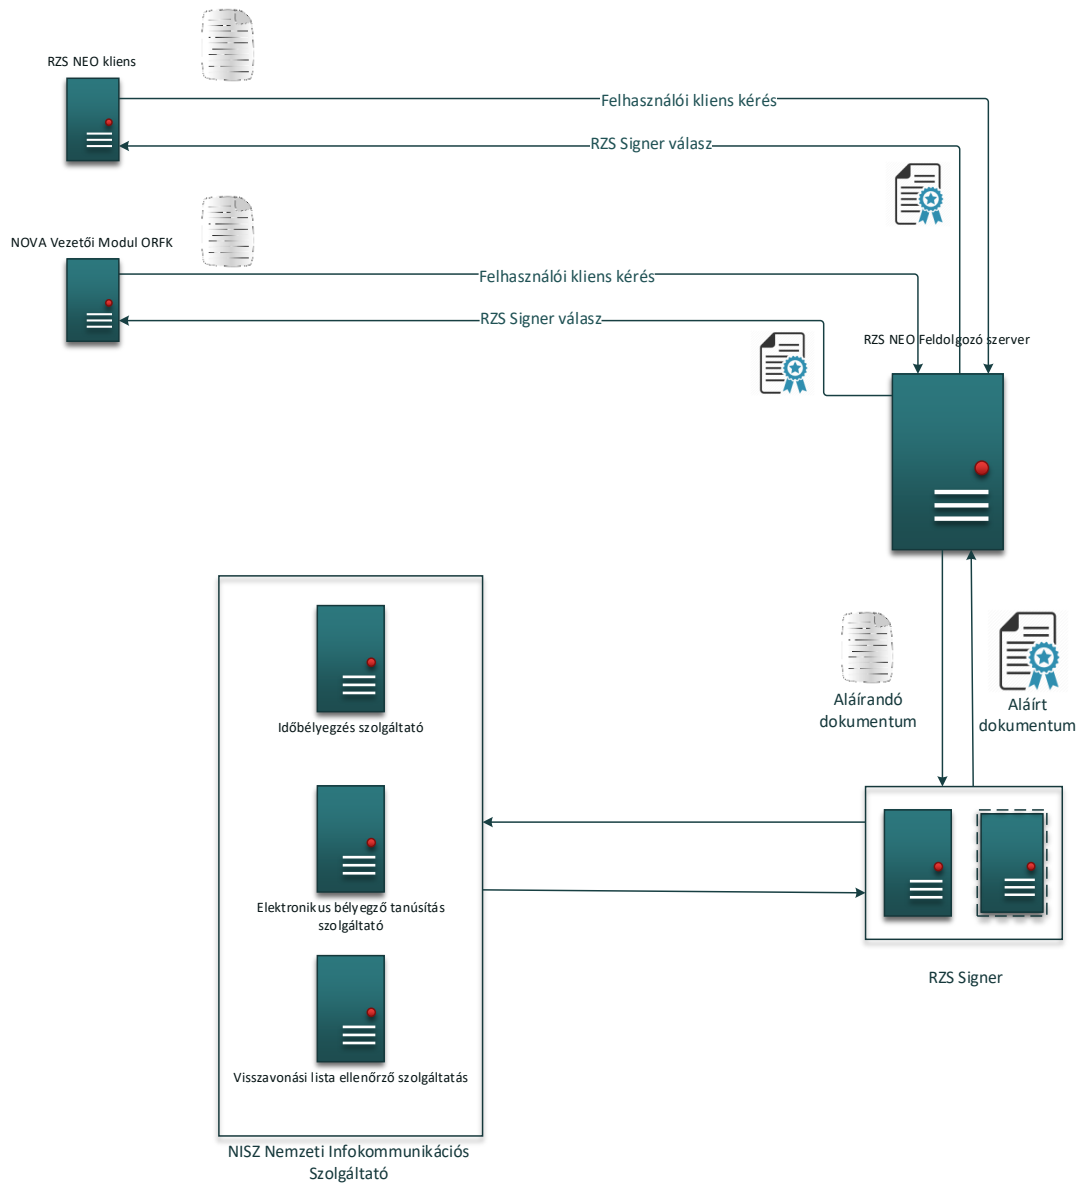 RZS NEO kliens
Felhasználói kliens kérés
RZS Signer válasz
NOVA Vezetői Modul ORFK
Felhasználói kliens kérés
RZS Signer válasz
RZS NEO Feldolgozó szerver
Aláírandó
dokumentum
Aláírt
dokumentum
Időbélyegzés szolgáltató
Elektronikus bélyegző tanúsítás
szolgáltató
RZS Signer
Visszavonási lista ellenőrző szolgáltatás
NISZ Nemzeti Infokommunikációs
Szolgáltató